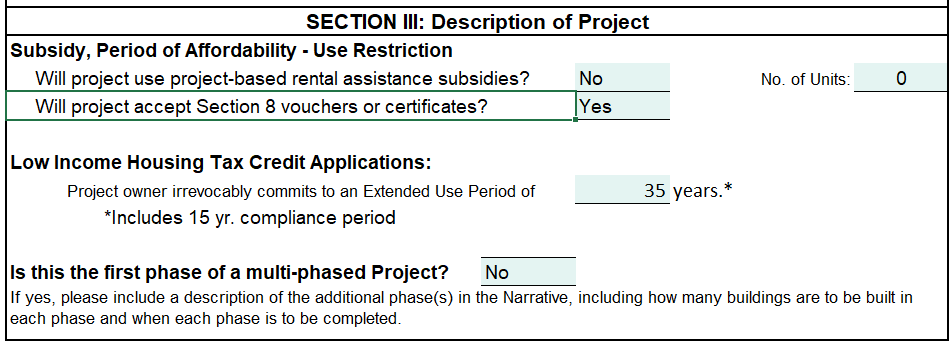 SECTION III: Description of Project
Subsidy, Period of Affordability - Use Restriction
Will project use project-based rental assistance subsidies? No No. of Units: 0
Will project accept Section 8 vouchers or certificates? Yes
Low Income Housing Tax Credit Applications:
Project owner irrevocably commits to an Extended Use Period of 35 years.*
*Includes 15 yr. compliance period
Is this the first phase of a multi-phased Project? No
If yes, please include a description of the additional phase(s) in the Narrative, including how many buildings are to be built in
each phase and when each phase is to be completed.